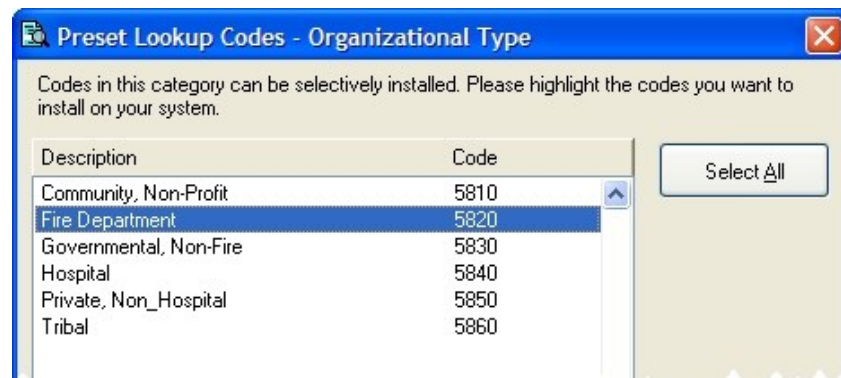 Preset Lookup Codes - Organizational Type
Codes in this category can be selectively installed. Please highlight the codes you want to
install on your system.
Description Code
Select All
Community, Non-Profit 5810
Fire Department 5820
Governmental, Non-Fire 5830
Hospital 5840
Private, Non_Hospital 5850
Tribal 5860